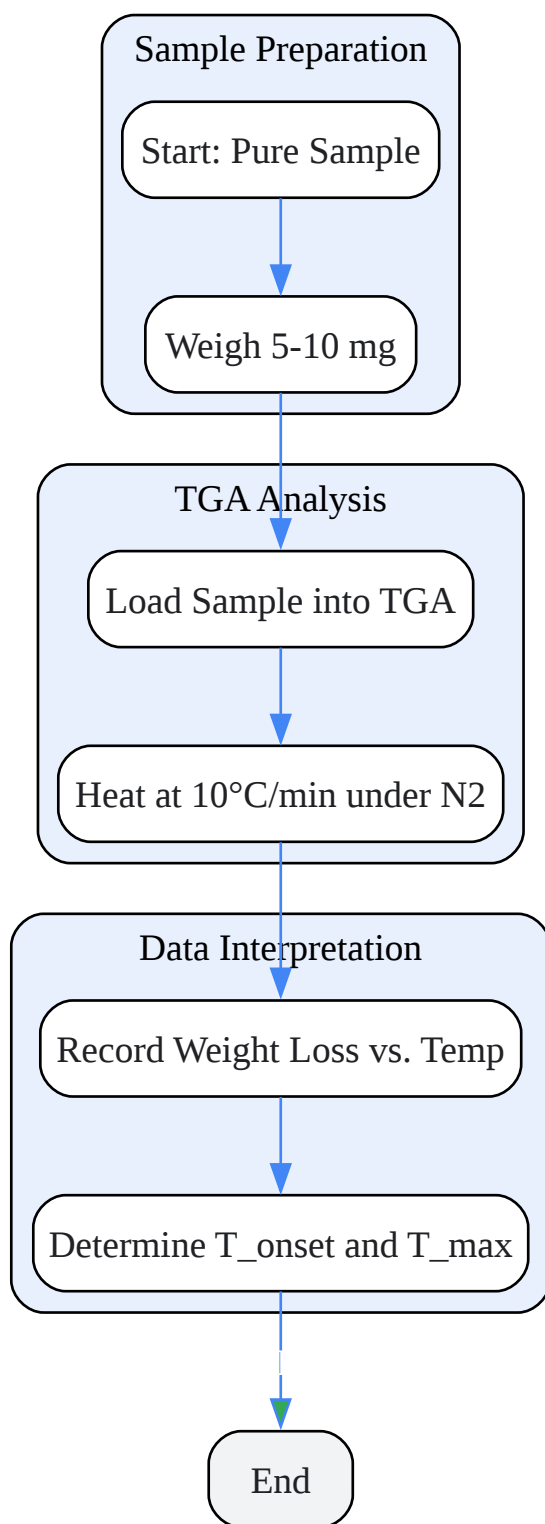 Sample Preparation
Start: Pure Sample
Weigh 5-10 mg
TGA Analysis
Load Sample into TGA
Heat at 10°C/min under N2
Data Interpretation
Record Weight Loss vs. Temp
Determine T_onset and T_max
End